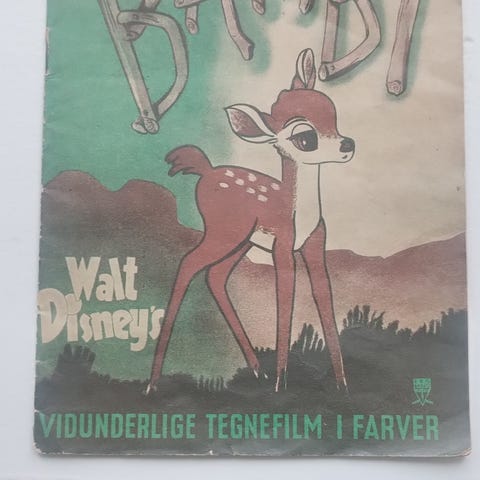 BAMBI
Walt
Disney's
VIDUNDERLIGE TEGNEFILM I FARVER